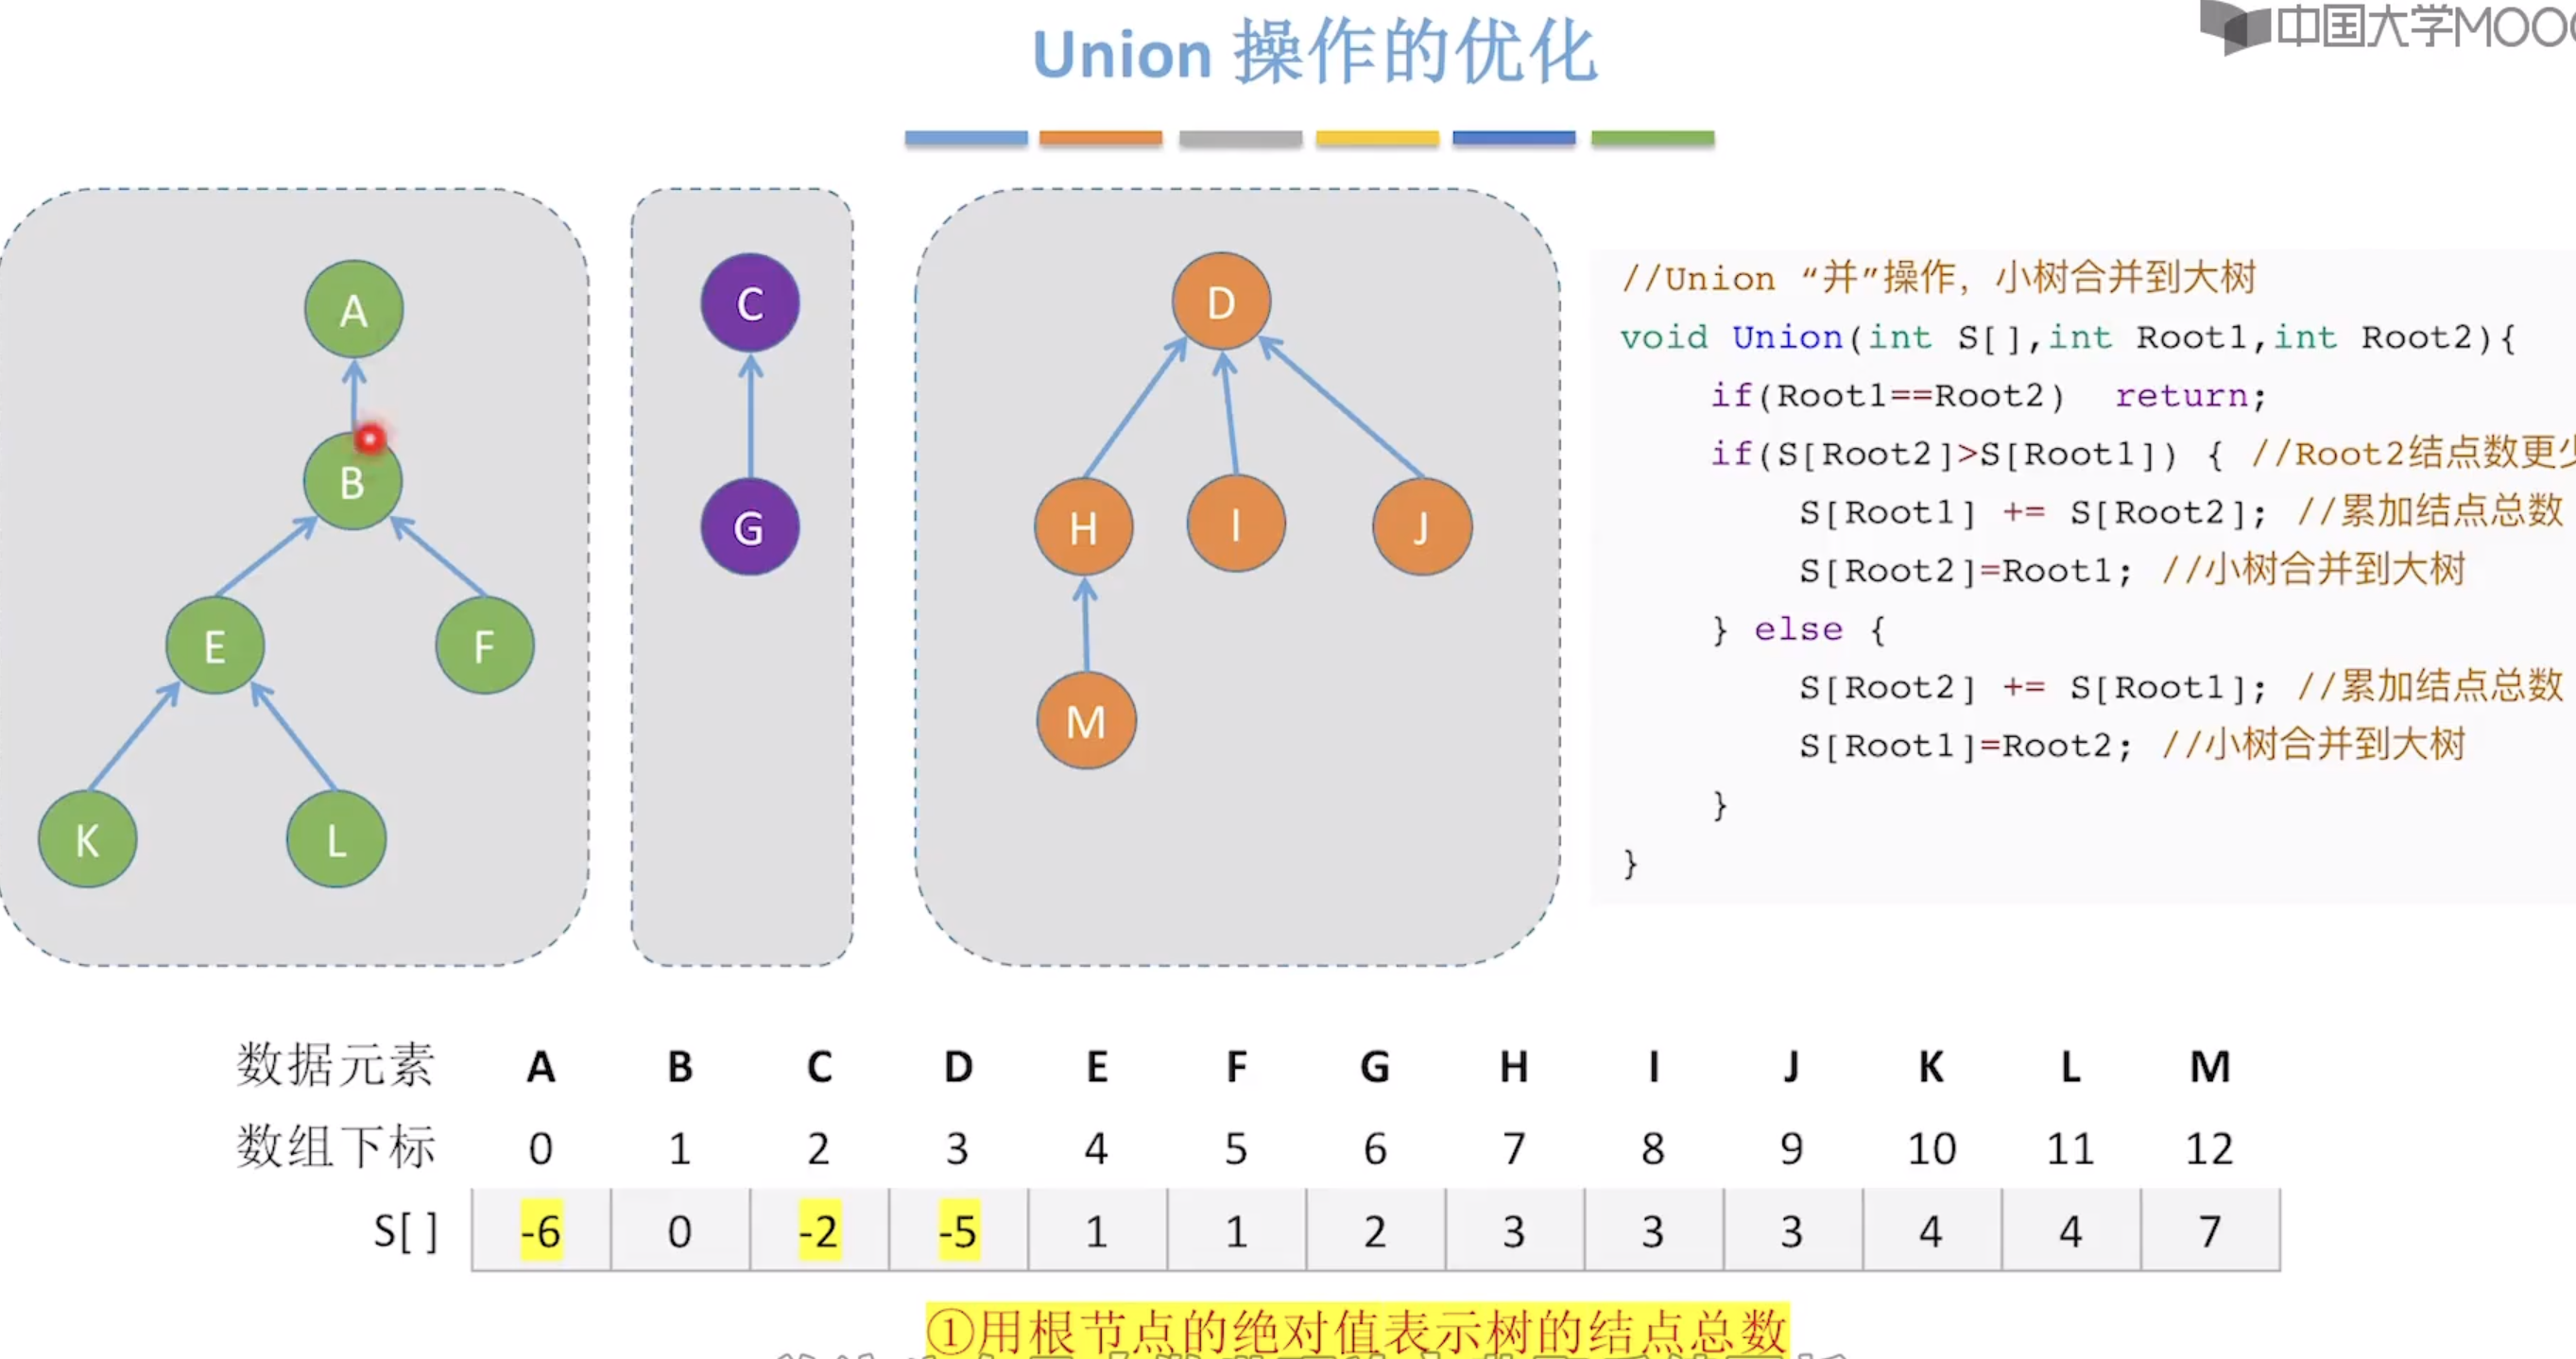 Union 操作的优化
中国大学MOO
A
B
E
F
K
L
C
G
D
H
I
J
M
//Union “并”操作，小树合并到大树
void Union(int S[],int Root1,int Root2){
if(Root1==Root2)  return;
if(S[Root2]>S[Root1]) { //Root2结点数更少
S[Root1] += S[Root2]; //累加结点总数
S[Root2]=Root1; //小树合并到大树
} else {
S[Root2] += S[Root1]; //累加结点总数
S[Root1]=Root2; //小树合并到大树
}
}
数据元素 A B C D E F G H I J K L M
数组下标 0 1 2 3 4 5 6 7 8 9 10 11 12
S[ ] -6 0 -2 -5 1 1 2 3 3 3 4 4 7
①用根节点的绝对值表示树的结点总数